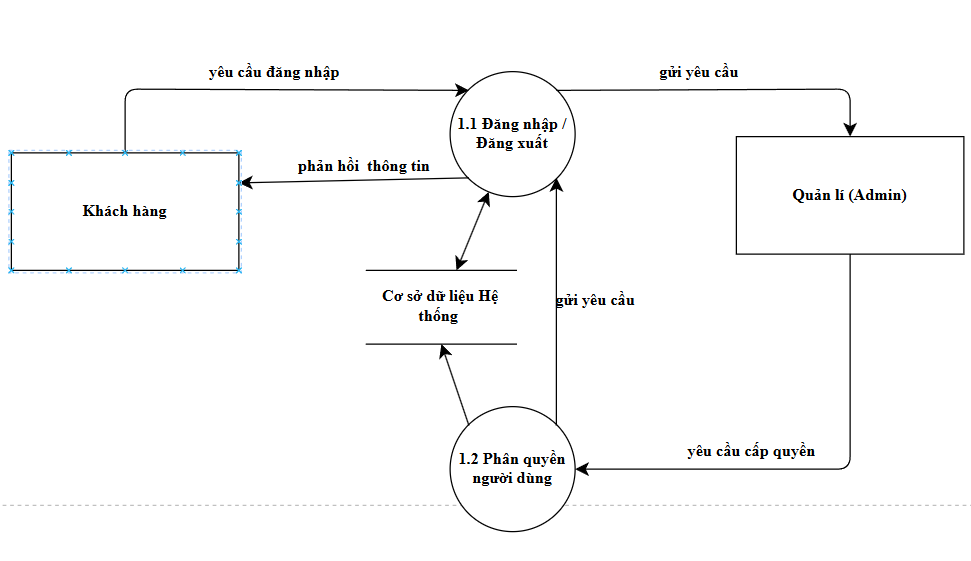 yêu cầu đăng nhập
gửi yêu cầu
1.1 Đăng nhập /
Đăng xuất
phản hồi thông tin
Khách hàng
Quản lí (Admin)
Cơ sở dữ liệu Hệ
thống
gửi yêu cầu
yêu cầu cấp quyền
1.2 Phân quyền
người dùng